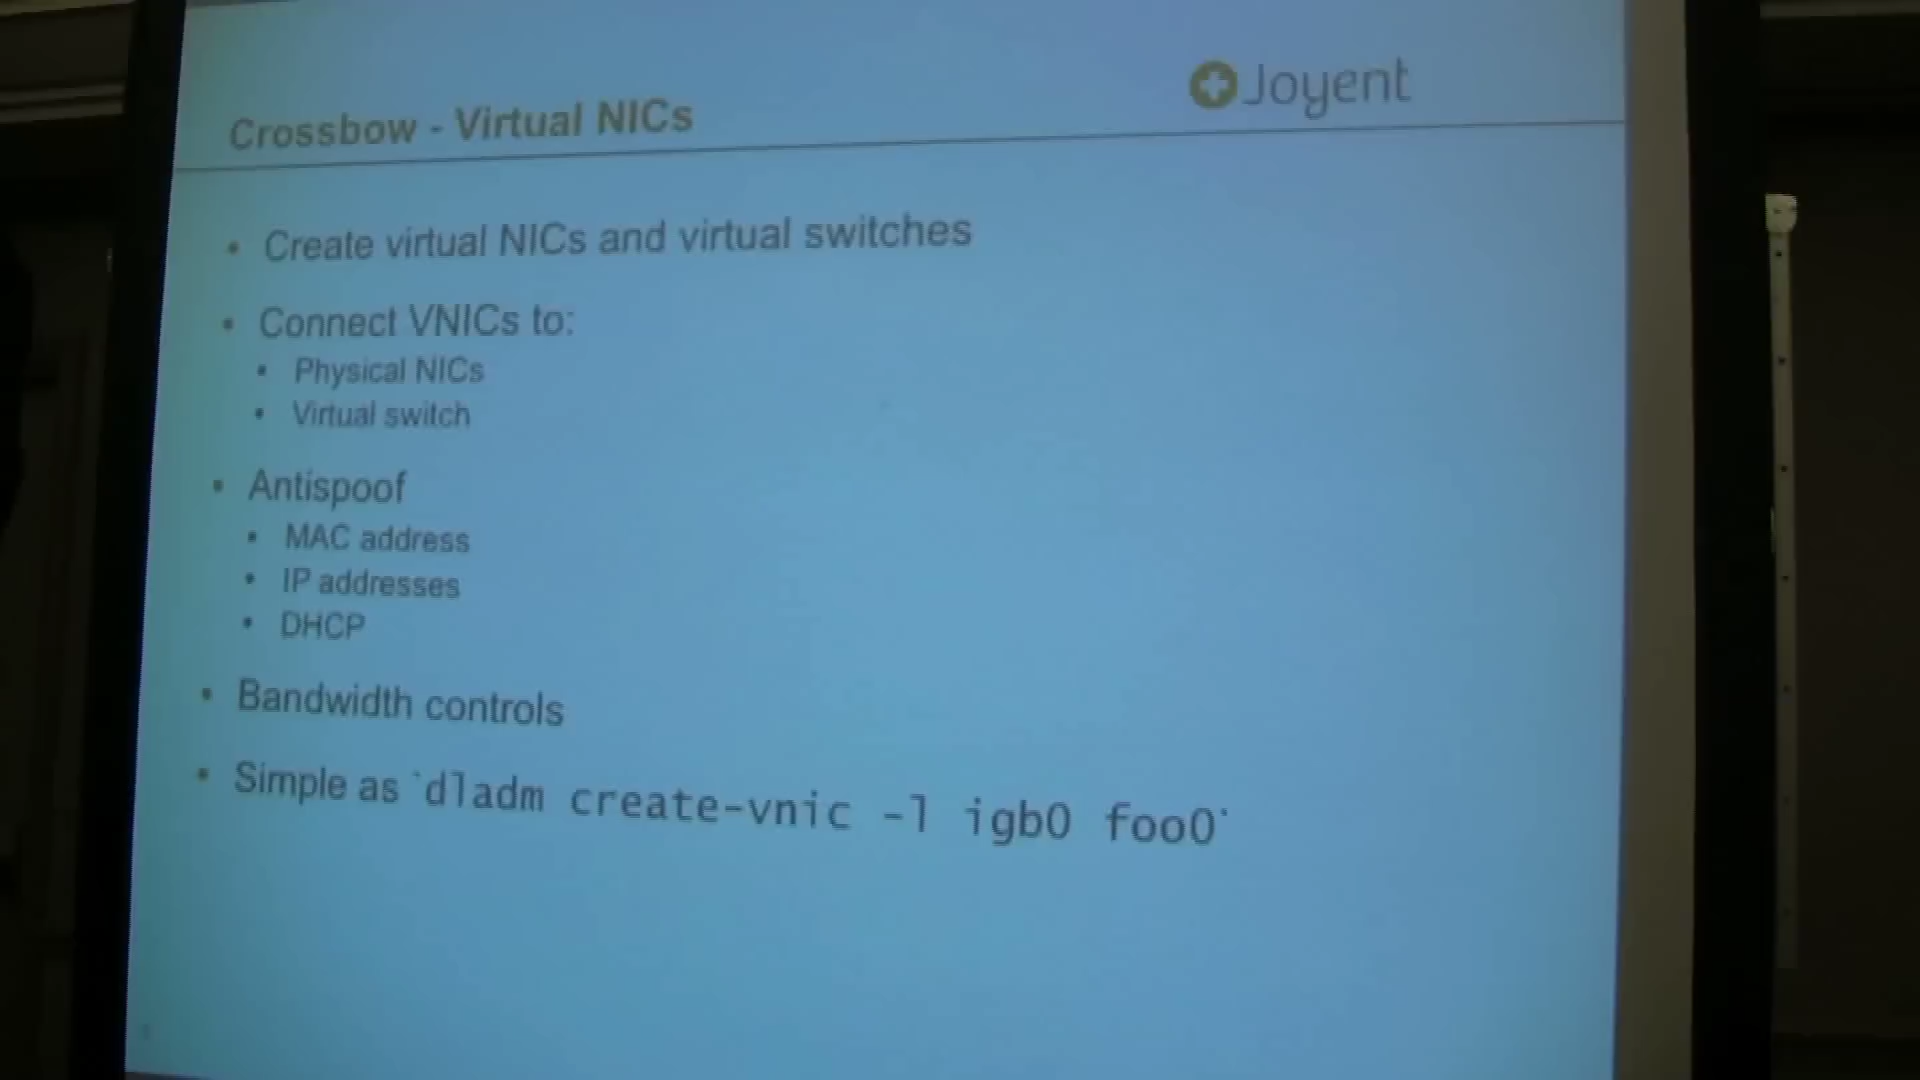 Joyent
Crossbow - Virtual NICs
• Create virtual NICs and virtual switches
• Connect VNICs to:
• Physical NICs
• Virtual switch
• Antispoof
• MAC address
• IP addresses
• DHCP
• Bandwidth controls
• Simple as `dladm create-vnic -l igb0 foo0`